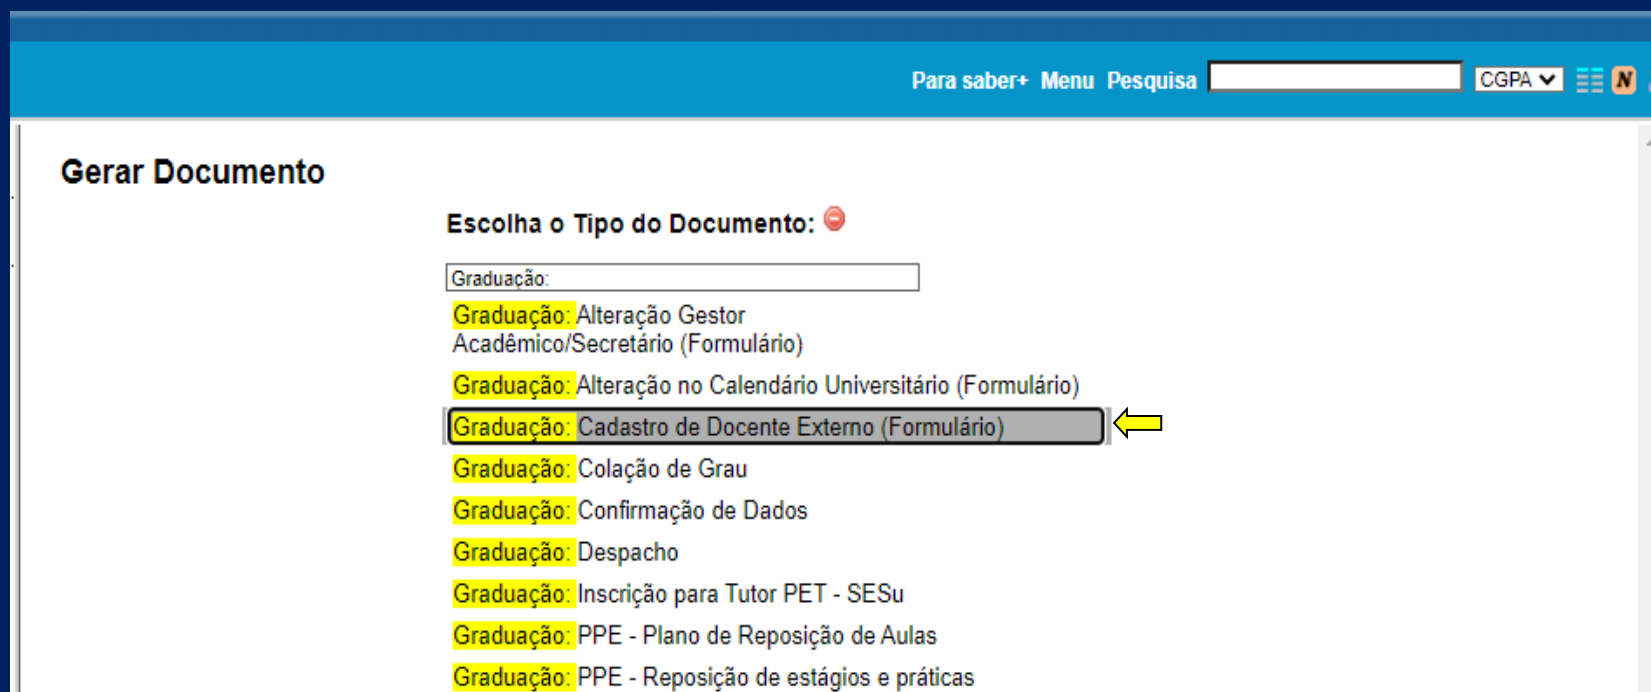 Para saber+ Menu Pesquisa CGPA N
Gerar Documento
Escolha o Tipo do Documento:
Graduação:
Graduação: Alteração Gestor
Acadêmico/Secretário (Formulário)
Graduação: Alteração no Calendário Universitário (Formulário)
Graduação: Cadastro de Docente Externo (Formulário)
Graduação: Colação de Grau
Graduação: Confirmação de Dados
Graduação: Despacho
Graduação: Inscrição para Tutor PET - SESu
Graduação: PPE - Plano de Reposição de Aulas
Graduação: PPE - Reposição de estágios e práticas